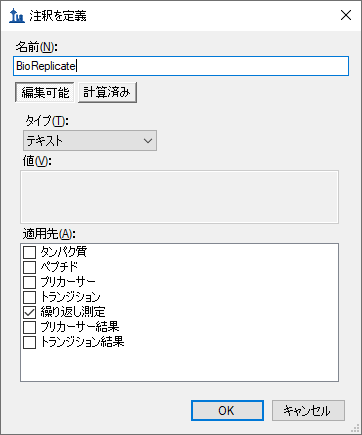 注釈を定義
名前(N):
BioReplicate
編集可能 計算済み
タイプ(T):
テキスト
値(V):
適用先(A):
タンパク質
ペプチド
プリカーサー
トランジション
繰り返し測定
プリカーサー結果
トランジション結果
OK キャンセル